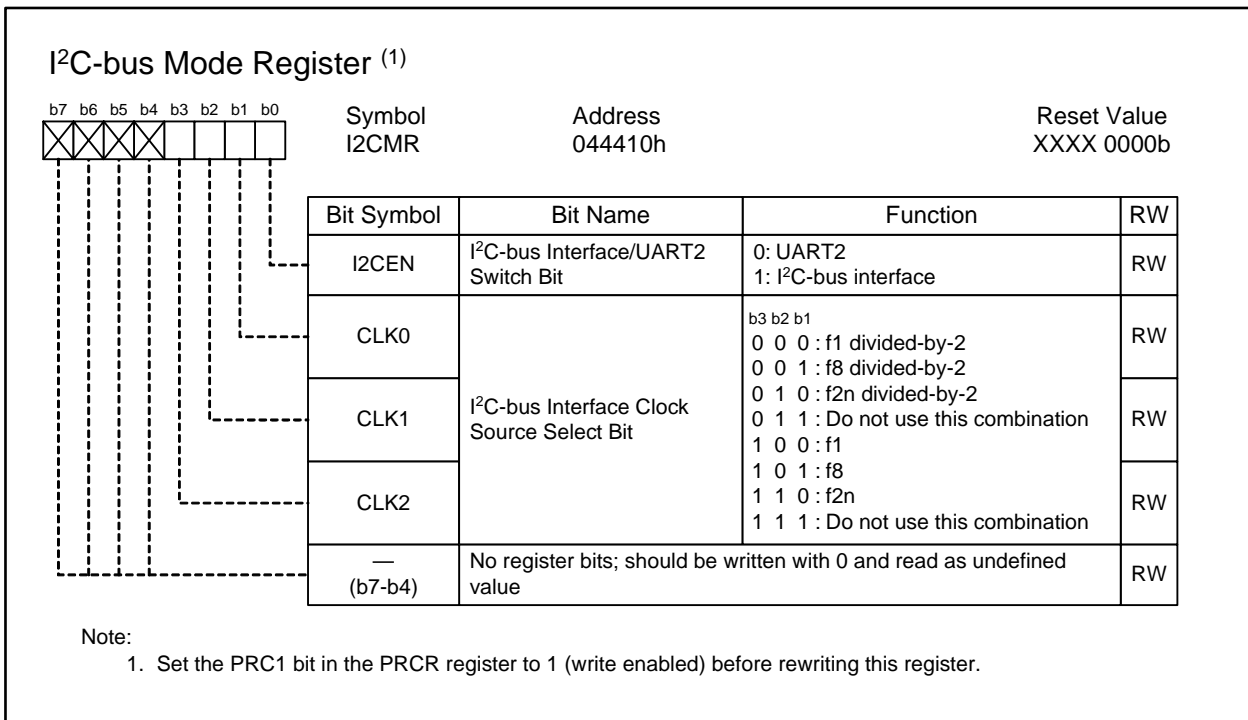 I²C-bus Mode Register (1)
b7 b6 b5 b4 b3 b2 b1 b0
Symbol Address Reset Value
I2CMR 044410h XXXX 0000b
Bit Symbol Bit Name Function RW
I2CEN I²C-bus Interface/UART2 Switch Bit 0: UART2 RW
1: I²C-bus interface
CLK0 RW
I²C-bus Interface Clock
Source Select Bit
b3 b2 b1
0 0 0 : f1 divided-by-2
0 0 1 : f8 divided-by-2
0 1 0 : f2n divided-by-2
0 1 1 : Do not use this combination
1 0 0 : f1
1 0 1 : f8
1 1 0 : f2n
1 1 1 : Do not use this combination
CLK1 RW
CLK2 RW
—
(b7-b4)
No register bits; should be written with 0 and read as undefined
value
RW
Note:
1. Set the PRC1 bit in the PRCR register to 1 (write enabled) before rewriting this register.